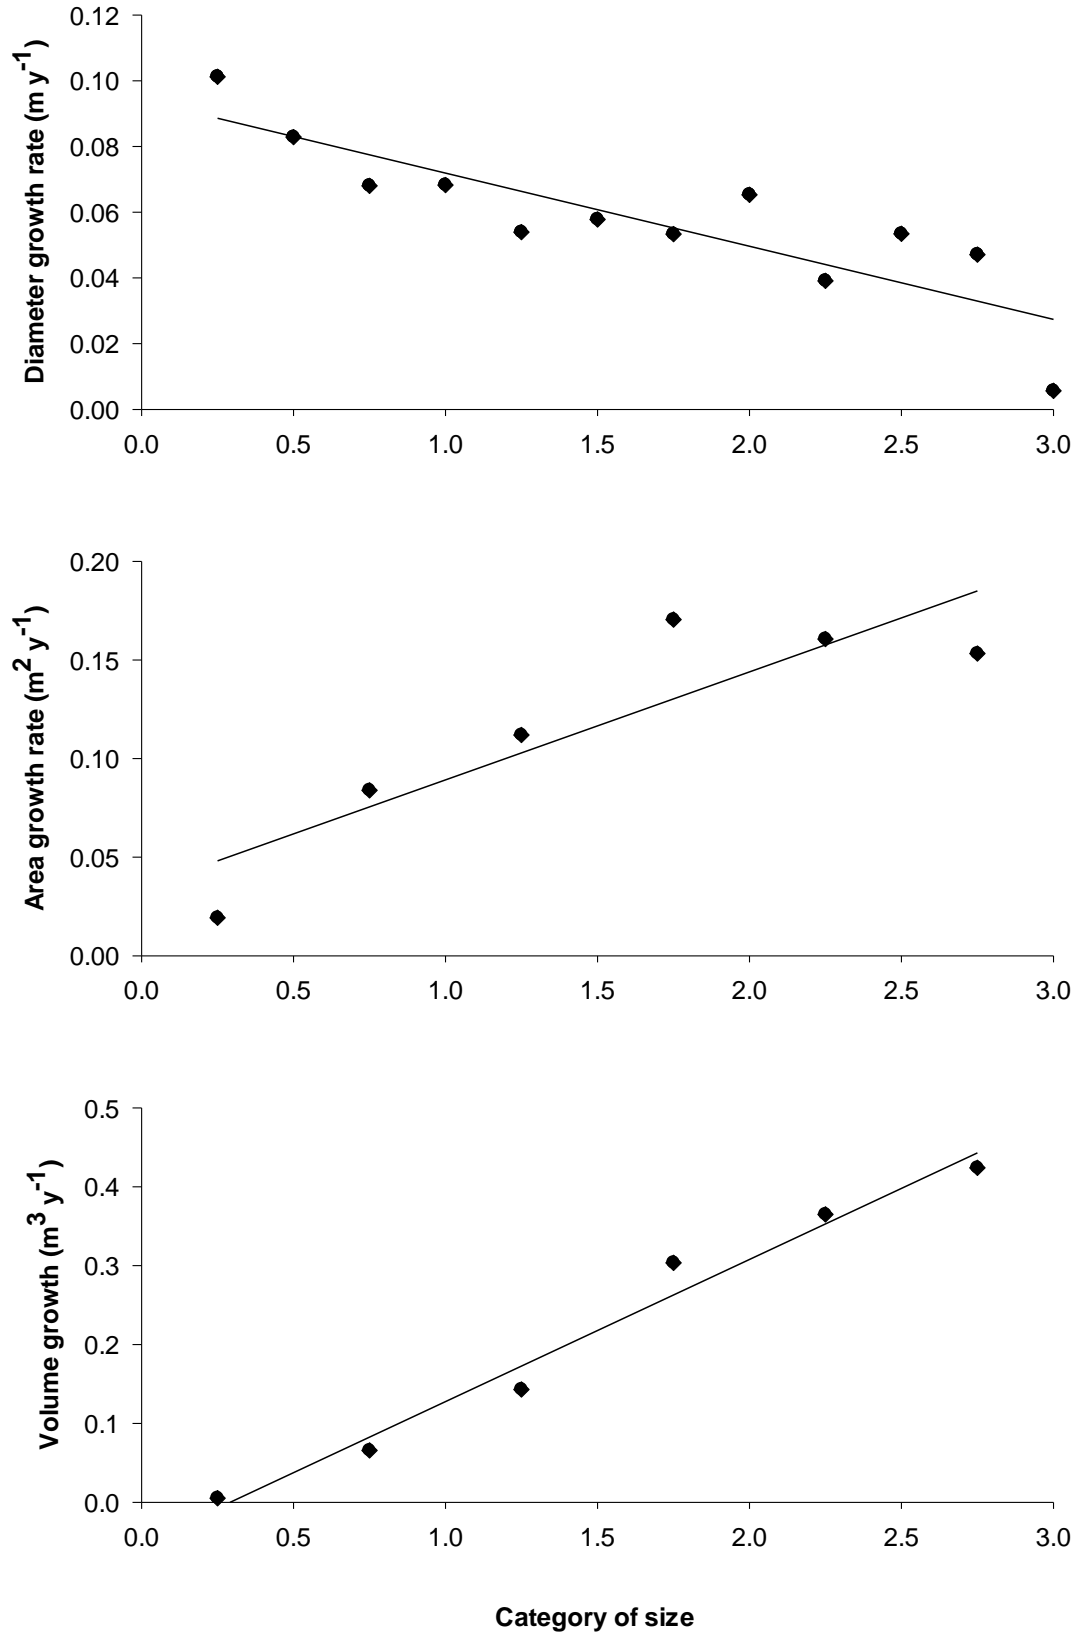 Diameter growth rate (m y-1)
0.12
0.10
0.08
0.06
0.04
0.02
0.00
0.0 0.5 1.0 1.5 2.0 2.5 3.0
Area growth rate (m2 y-1)
0.20
0.15
0.10
0.05
0.00
0.0 0.5 1.0 1.5 2.0 2.5 3.0
Volume growth (m3 y-1)
0.5
0.4
0.3
0.2
0.1
0.0
0.0 0.5 1.0 1.5 2.0 2.5 3.0
Category of size